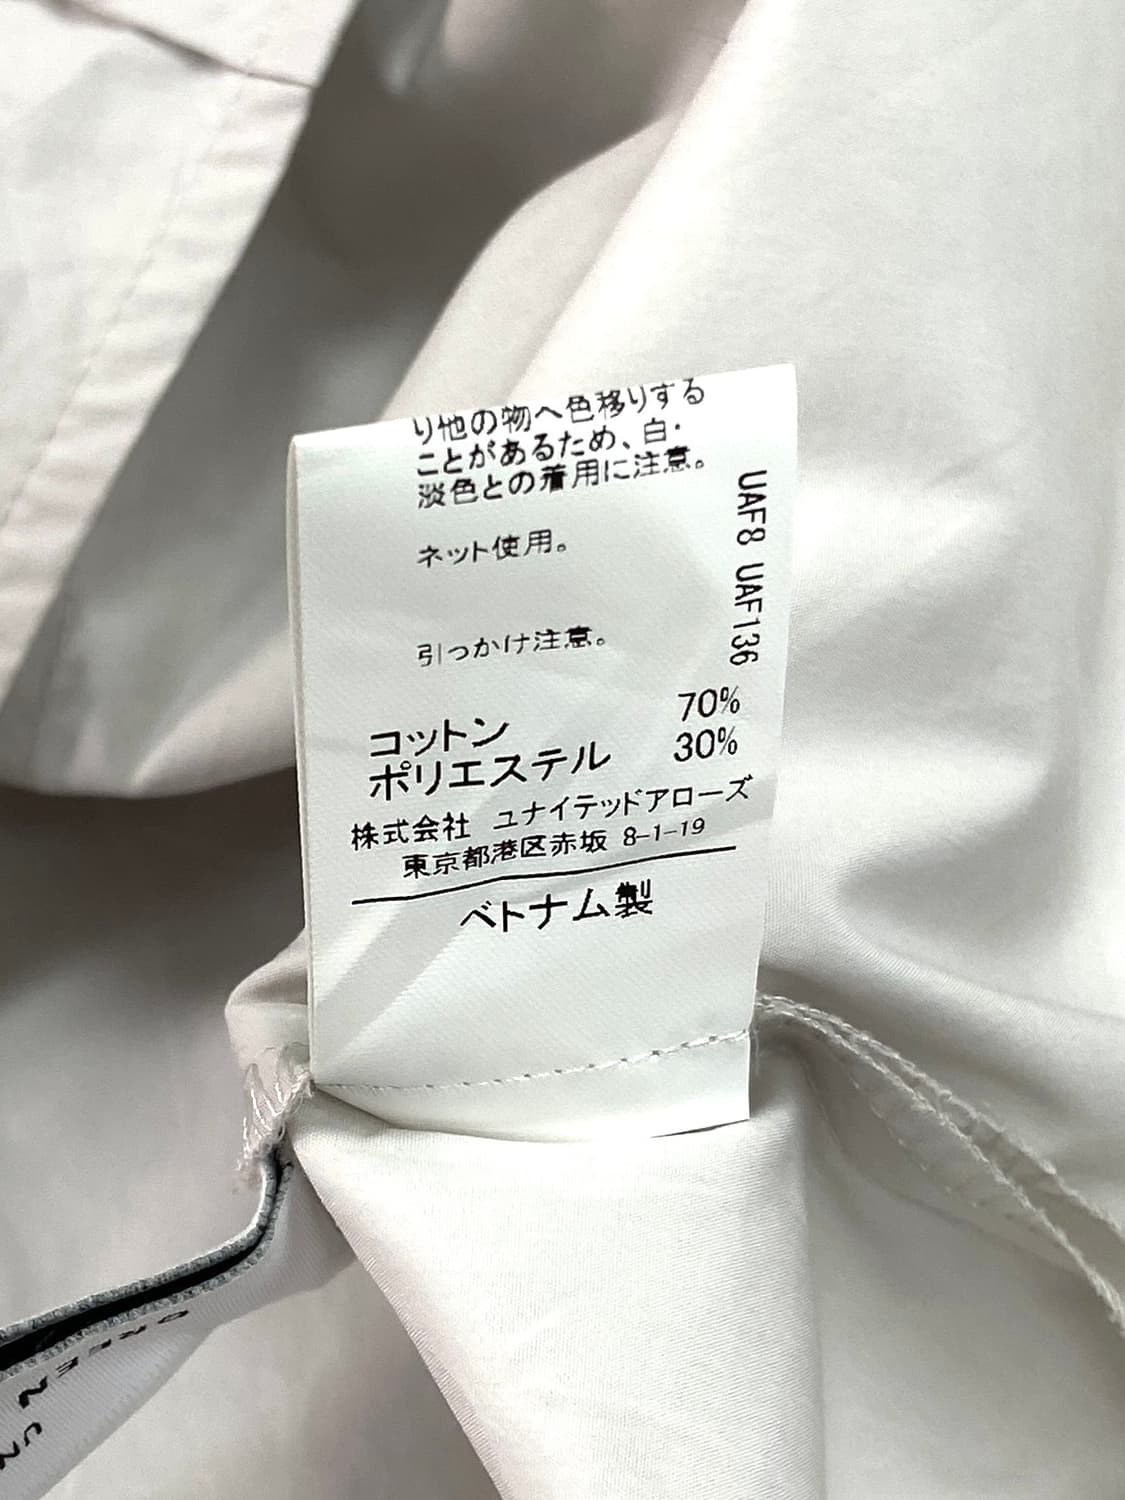 り他の物へ色移りする
ことがあるため、白・
淡色との着用に注意。
ネット使用。
引っかけ注意。
UAF8 UAF136
コットン 70%
ポリエステル 30%
株式会社 ユナイテッドアローズ
東京都港区赤坂 8-1-19
ベトナム製